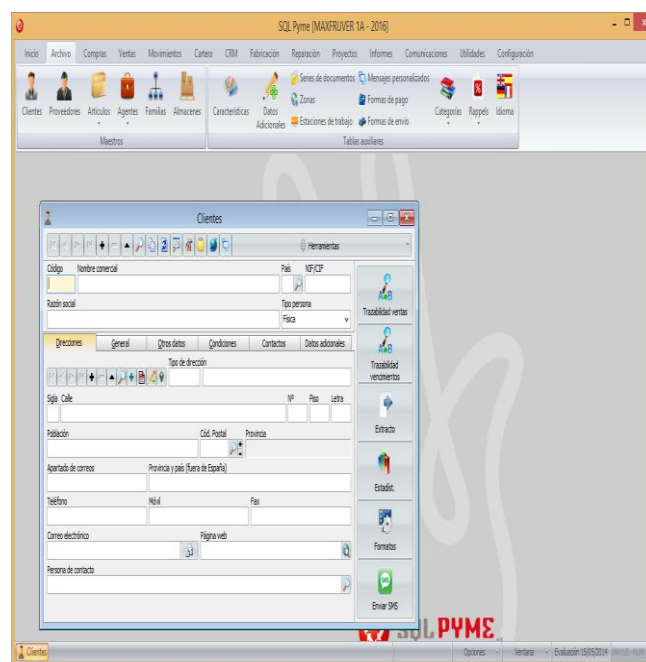 SQL Pyme [MAXFRUVER 1A - 2016]
Inicio Archivo Compras Ventas Movimientos Cartera CRM Fabricación Reparación Proyectos Informes Comunicaciones Utilidades Configuración
Series de documentos Mensajes personalizados
Zonas Formas de pago
Clientes Proveedores Artículos Agentes Familias Almacenes Características Datos Adicionales Estaciones de trabajo Formas de envio Categorias Rappels Idioma
Maestros Tablas auxiliares
Clientes
Herramientas
Código Nombre comercial País NIF/CIF
Razón social Tipo persona
Física
Trazabilidad ventas
Direcciones General Otros datos Condiciones Contactos Datos adicionales
Tipo de dirección
Trazabilidad vencimientos
Sigla Calle Nº Piso Letra
Extracto
Población Cód. Postal Provincia
Apartado de correos Provincia y país (fuera de España)
Estadist.
Teléfono Móvil Fax
Correo electrónico Página web
Formatos
Persona de contacto
Enviar SMS
SQL PYME
Clientes Opciones Ventana Evaluación 15/05/2014